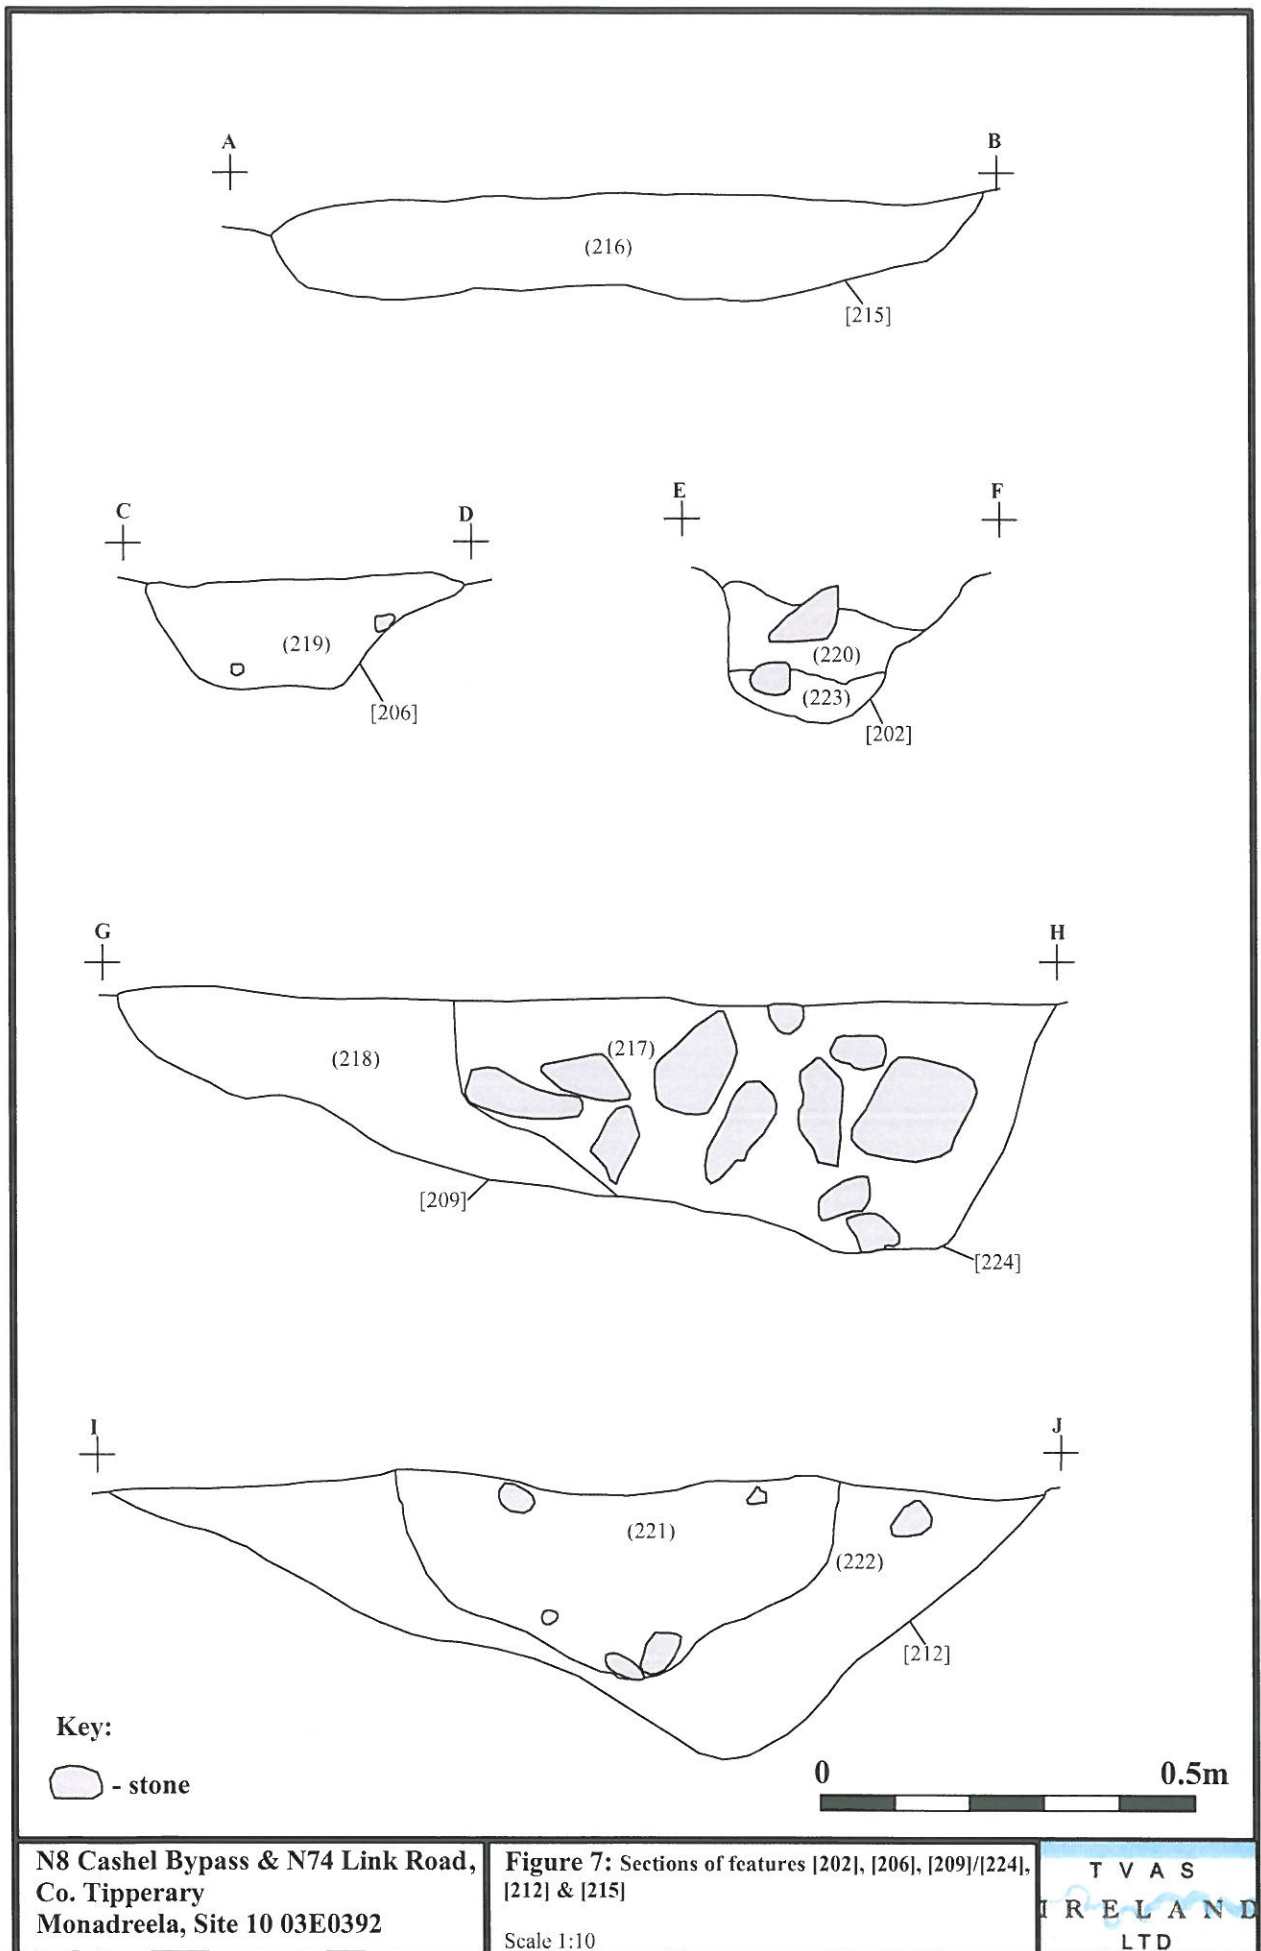 A B
(216)
[215]
C D E F
(219)
[206]
(220)
(223)
[202]
G H
(218)
(217)
[209]
[224]
I J
(221)
(222)
[212]
Key:
- stone
0 0.5m
N8 Cashel Bypass & N74 Link Road,
Co. Tipperary
Monadreela, Site 10 03E0392
Figure 7: Sections of features [202], [206], [209]/[224],
[212] & [215]
Scale 1:10
TVAS
IRELAND
LTD